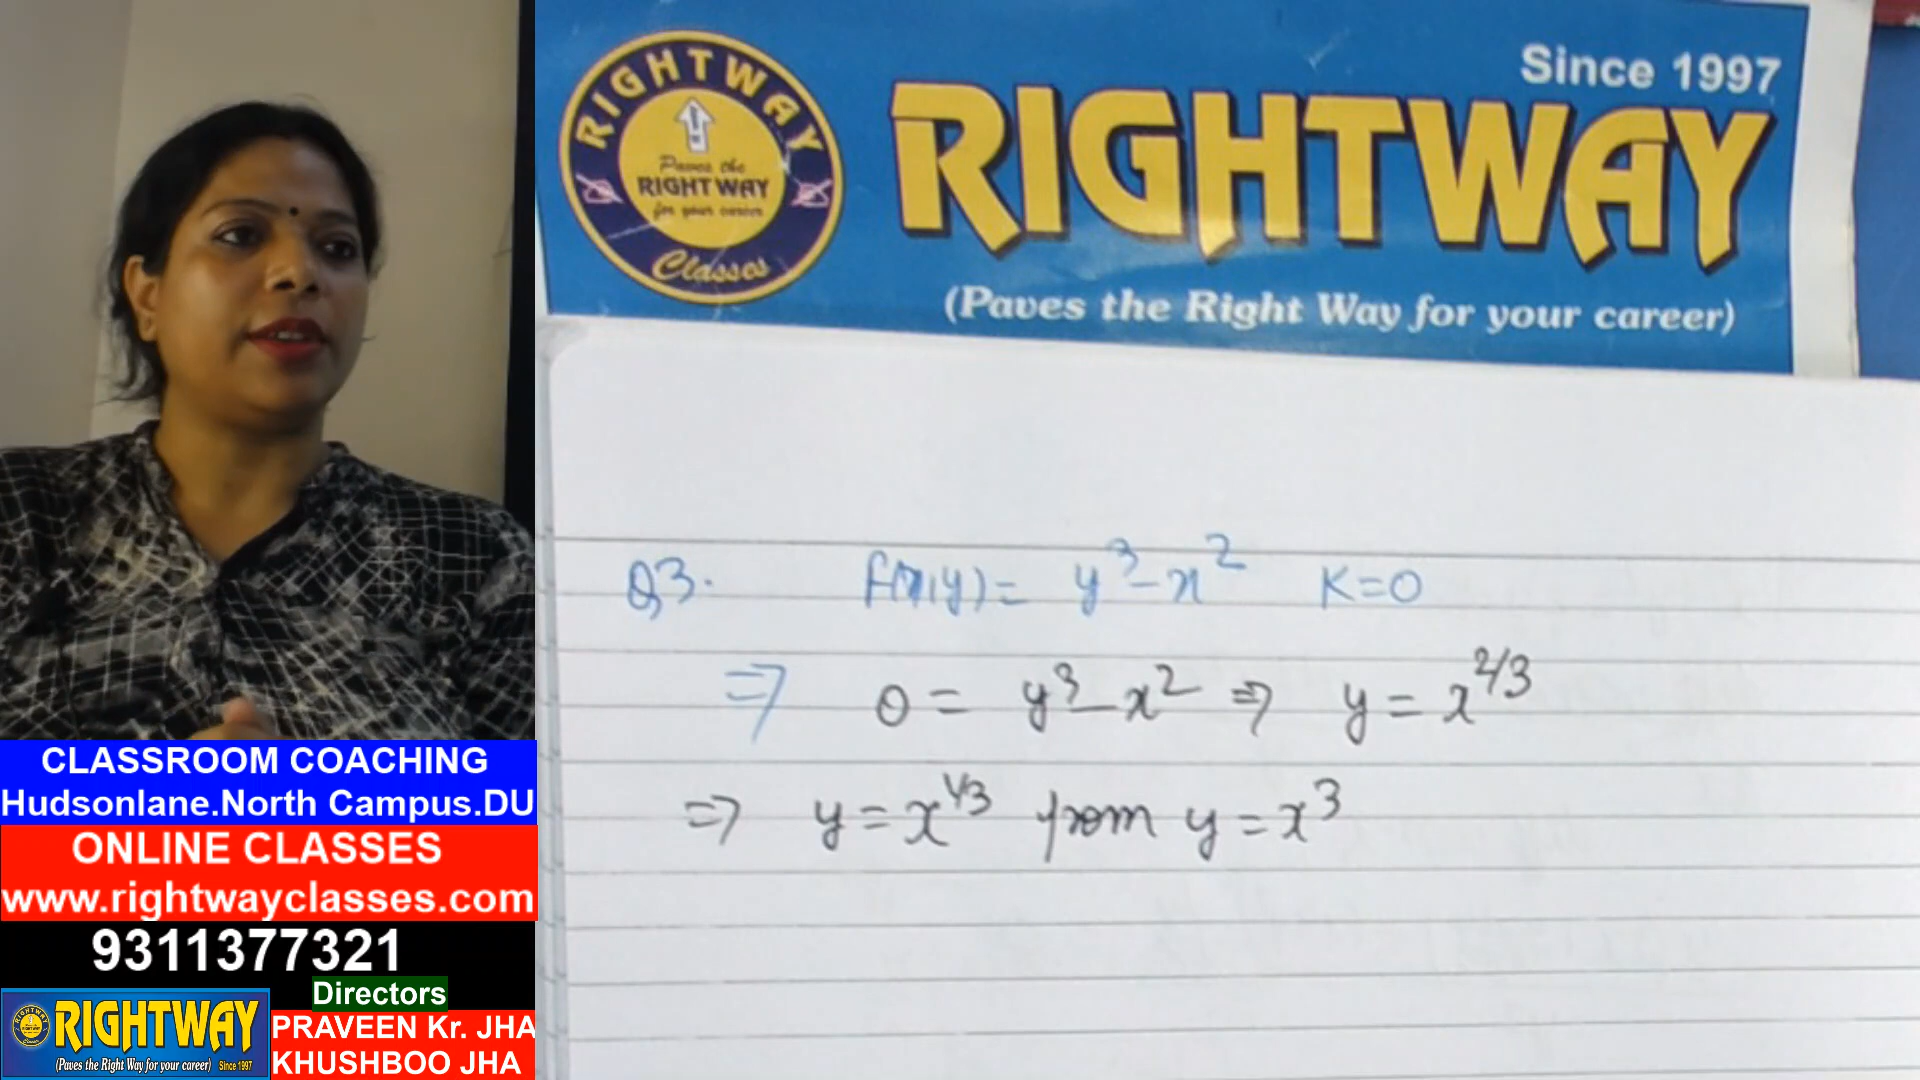 Since 1997
RIGHTWAY
Paves the
RIGHT WAY
for your career
Classes
RIGHTWAY
(Paves the Right Way for your career)
Q3. f(x,y) = y³ - x² K=0
⇒ 0 = y³ - x² ⇒ y = x^2/3
⇒ y = x^1/3 from y = x³
CLASSROOM COACHING
Hudsonlane.North Campus.DU
ONLINE CLASSES
www.rightwayclasses.com
9311377321
Directors
PRAVEEN Kr. JHA
KHUSHBOO JHA
RIGHTWAY
(Paves the Right Way for your career) Since 1997